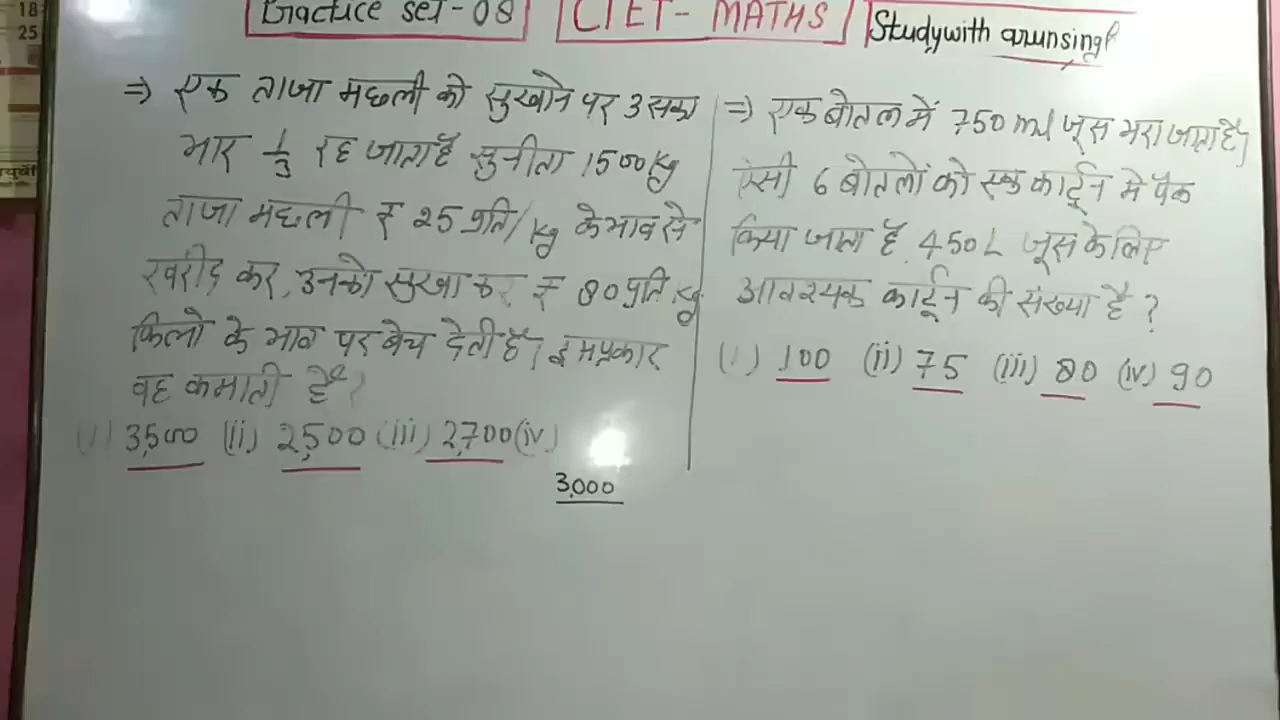 18
25
Practice set-08
CTET- MATHS
Studywith arunsingh
⇒ एक ताजा मछली को सुखाने पर उसका
भार 1/3 रह जाता है सुनीता 1500 kg
ताजा मछली ₹ 25 प्रति/kg के भाव से
खरीद कर, उनको सुखा कर ₹ 80 प्रति kg
किलो के भाव पर बेच देती है। इस प्रकार
वह कमाती है?
(i) 3,500 (ii) 2,500 (iii) 2,700 (iv)
3,000
⇒ एक बोतल में 750 ml जूस भरा जाता है।
ऐसी 6 बोतलों को एक कार्टून मे पैक
किया जाता है. 450 L जूस के लिए
आवश्यक कार्टून की संख्या है ?
(i) 100 (ii) 75 (iii) 80 (iv) 90